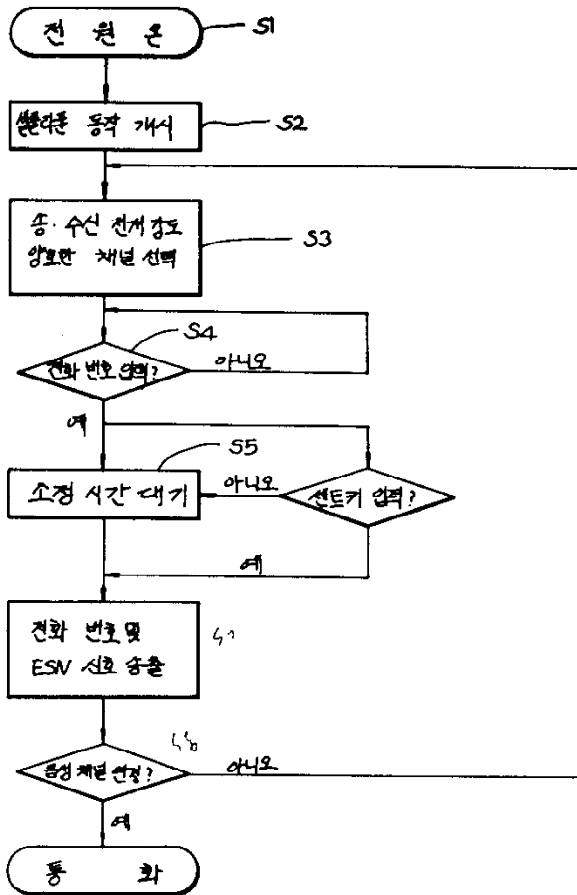 전 원 온
S1
셀룰라폰 동작 개시
S2
송·수신 전계강도
양호한 채널 선택
S3
S4
전화 번호 입력?
아니오
예
S5
소정 시간 대기
아니오
센드키 입력?
예
전화 번호 및
ESN 신호 송출
음성 채널 선정?
아니오
예
통 화